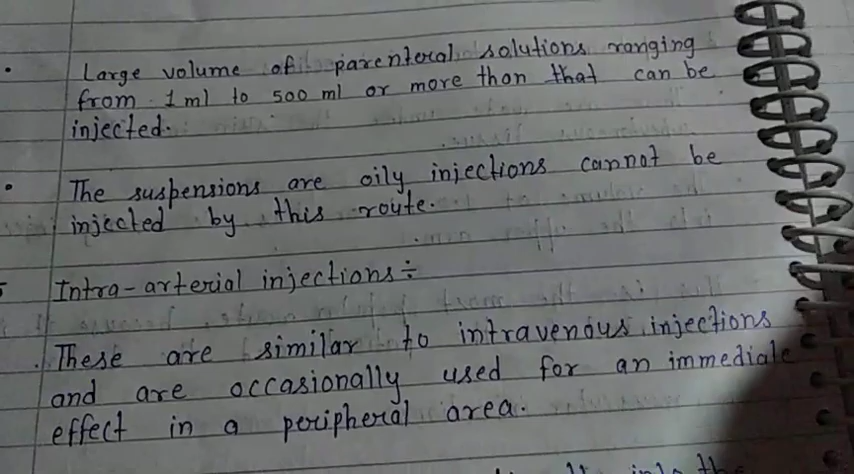 • Large volume of parenteral solutions ranging
from 1 ml to 500 ml or more than that can be
injected.
• The suspensions are oily injections cannot be
injected by this route.
Intra-arterial injections÷
These are similar to intravenous injections
and are occasionally used for an immediate
effect in a peripheral area.